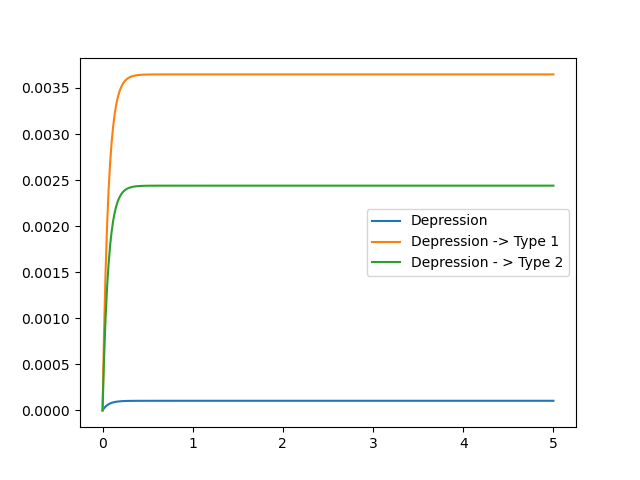 0.0035
0.0030
0.0025
0.0020
0.0015
0.0010
0.0005
0.0000
Depression
Depression -> Type 1
Depression - > Type 2
0 1 2 3 4 5